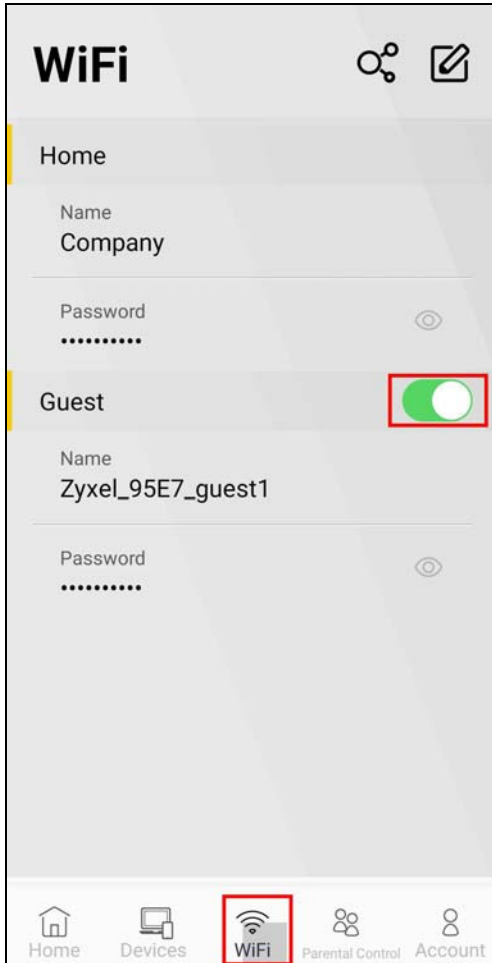 WiFi
Home
Name
Company
Password
••••••••••
Guest
Name
Zyxel_95E7_guest1
Password
••••••••••
Home Devices WiFi Parental Control Account